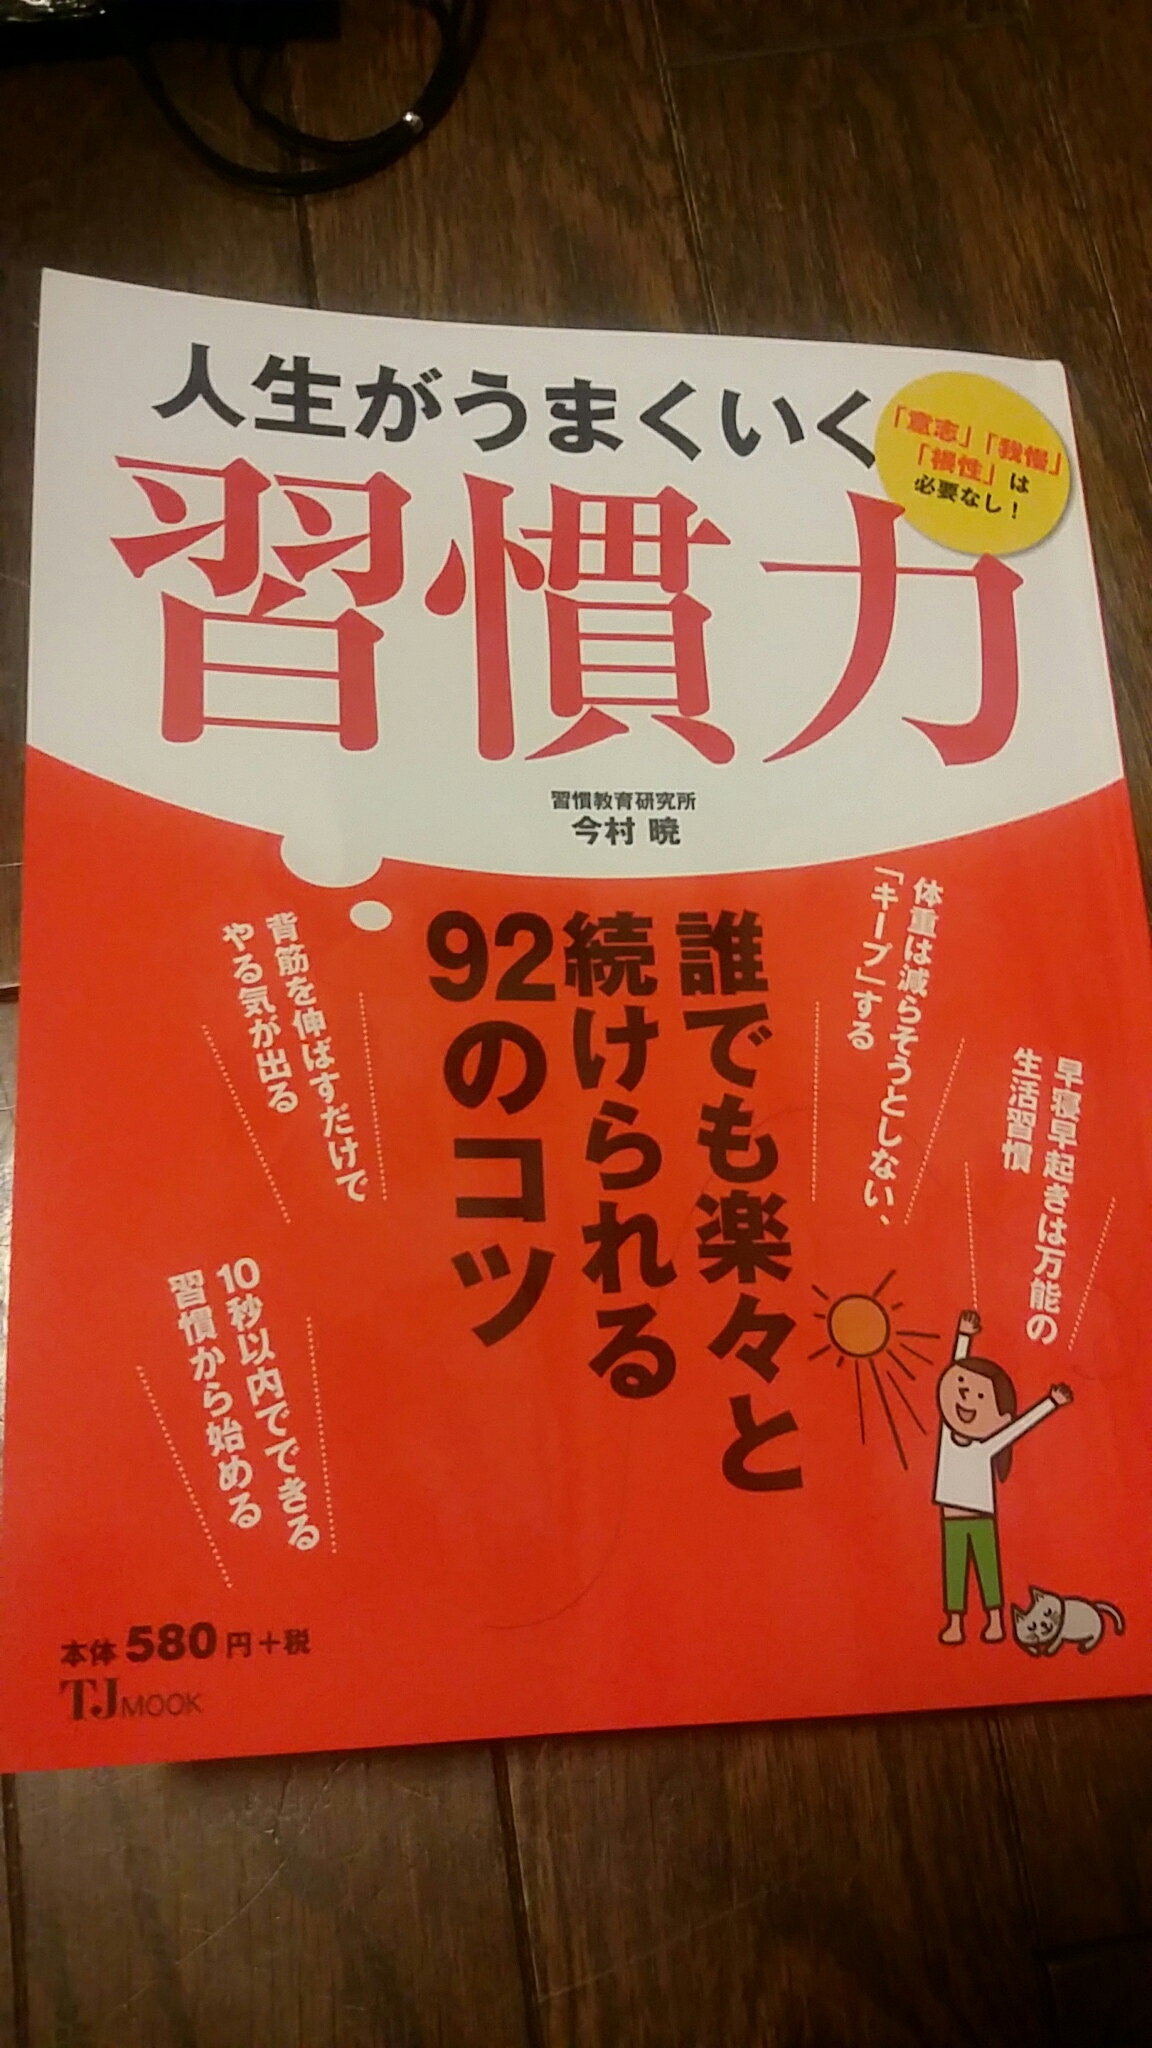 人生がうまくいく
「意志」「我慢」
「根性」は
必要なし!
習慣力
習慣教育研究所
今村 暁
誰でも楽々と
続けられる
92のコツ
早寝早起きは万能の
生活習慣
体重は減らそうとしない、
「キープ」する
背筋を伸ばすだけで
やる気が出る
10秒以内でできる
習慣から始める
本体580円+税
TJ MOOK